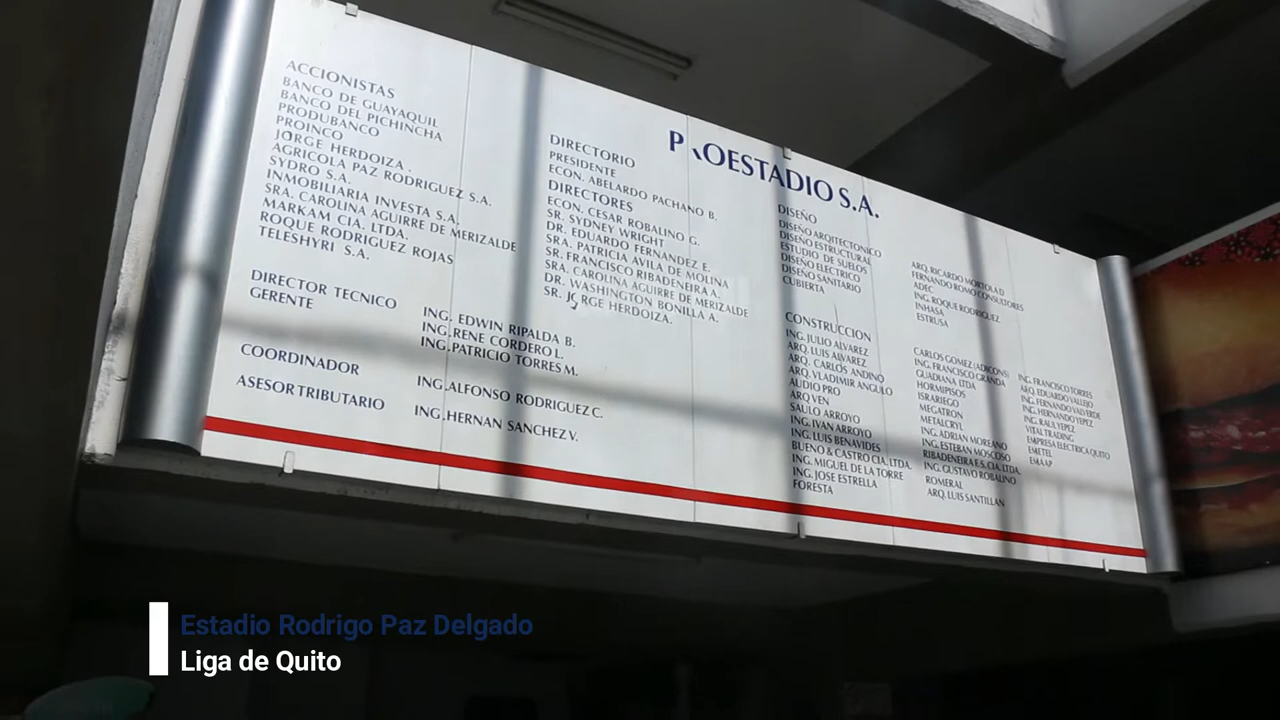 PROESTADIO S.A.
ACCIONISTAS
BANCO DE GUAYAQUIL
BANCO DEL PICHINCHA
PRODUBANCO
PROINCO
JORGE HERDOIZA .
AGRICOLA PAZ RODRIGUEZ S.A.
SYDRO S.A.
INMOBILIARIA INVESTA S.A.
SRA. CAROLINA AGUIRRE DE MERIZALDE
MARKAM CIA. LTDA.
ROQUE RODRIGUEZ ROJAS
TELESHYRI S.A.
DIRECTOR TECNICO
GERENTE
ING. EDWIN RIPALDA B.
ING.RENE CORDERO L.
ING.PATRICIO TORRES M.
COORDINADOR
ING.ALFONSO RODRIGUEZ C.
ASESOR TRIBUTARIO
ING.HERNAN SANCHEZ V.
DIRECTORIO
PRESIDENTE
ECON. ABELARDO PACHANO B.
DIRECTORES
ECON. CESAR ROBALINO G.
SR. SYDNEY WRIGHT
DR. EDUARDO FERNANDEZ E.
SRA. PATRICIA AVILA DE MOLINA
SR. FRANCISCO RIBADENEIRA A.
SRA. CAROLINA AGUIRRE DE MERIZALDE
DR. WASHINGTON BONILLA A.
SR. JORGE HERDOIZA.
DISEÑO
DISEÑO ARQITECTONICO
DISEÑO ESTRUCTURAL
ESTUDIO DE SUELOS
DISEÑO ELECTRICO
DISEÑO SANITARIO
CUBIERTA
ARQ. RICARDO MORTOLA D
FERNANDO ROMO CONSULTORES
ADEC
ING. ROQUE RODRIGUEZ
INHASA
ESTRUSA
CONSTRUCCION
ING. JULIO ALVAREZ
ARQ. LUIS ALVAREZ
ARQ. CARLOS ANDINO
ARQ. VLADIMIR ANGULO
AUDIO PRO
ARQ VEN
SAULO ARROYO
ING. IVAN ARROYO
ING. LUIS BENAVIDES
BUENO & CASTRO CIA. LTDA.
ING. MIGUEL DE LA TORRE
ING. JOSE ESTRELLA
FORESTA
CARLOS GOMEZ (ADICONS)
ING. FRANCISCO GRANDA
GUADIANA LTDA
HORMIPISOS
ISRARIEGO
MEGATRON
METALCRYL
ING. ADRIAN MOREANO
ING. ESTEBAN MOSCOSO
RIBADENEIRA E.S. CIA. LTDA.
ING. GUSTAVO ROBALINO
ROMERAL
ARQ. LUIS SANTILLAN
ING. FRANCISCO TORRES
ARQ. EDUARDO VALLEJO
ING. FERNANDO VALVERDE
ING. HERNANDO YEPEZ
ING. RAUL YEPEZ
VITAL TRADING
EMPRESA ELECTRICA QUITO
EMETEL
EMAAP
Estadio Rodrigo Paz Delgado
Liga de Quito